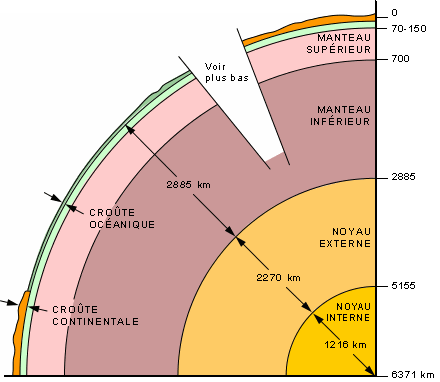 0
70-150
MANTEAU
SUPÉRIEUR
700
Voir
plus bas
MANTEAU
INFÉRIEUR
2885
2885 km
CROÛTE
OCÉANIQUE
NOYAU
EXTERNE
2270 km
5155
NOYAU
INTERNE
CROÛTE
CONTINENTALE
1216 km
6371 km